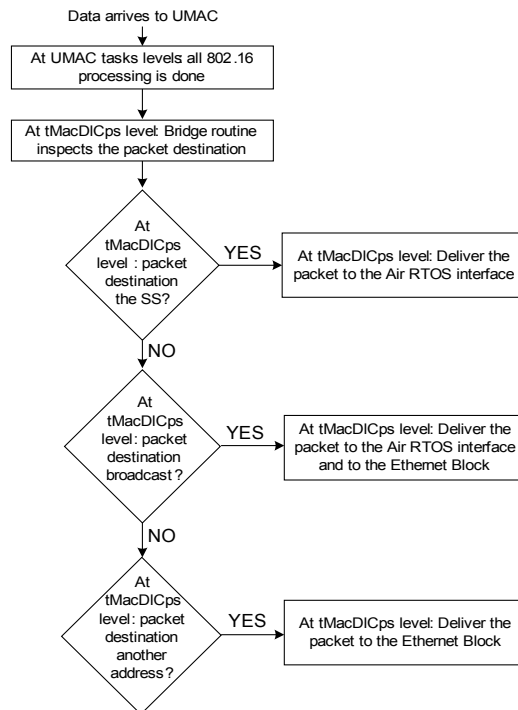 Data arrives to UMAC
At UMAC tasks levels: all 802.16
processing is done
At tMacDlCps level: Bridge routine
inspects the packet destination
At
tMacDlCps
level : packet
destination
the SS?
YES
At tMacDlCps level: Deliver the
packet to the Air RTOS interface
NO
At
tMacDlCps
level: packet
destination
broadcast?
YES
At tMacDlCps level: Deliver the
packet to the Air RTOS interface
and to the Ethernet Block
NO
At
tMacDlCps
level: packet
destination
another
address?
YES
At tMacDlCps level: Deliver the
packet to the Ethernet Block